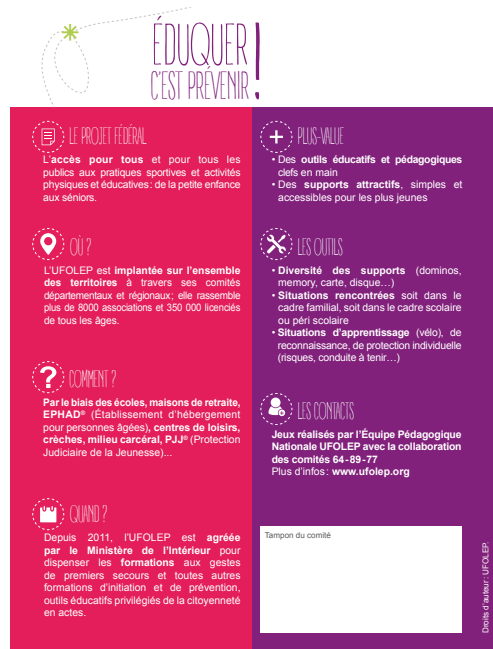 ÉDUQUER
C'EST PRÉVENIR !
LE PROJET FÉDÉRAL
L'accès pour tous et pour tous les
publics aux pratiques sportives et activités
physiques et éducatives : de la petite enfance
aux séniors.
OÙ ?
L'UFOLEP est implantée sur l'ensemble
des territoires à travers ses comités
départementaux et régionaux ; elle rassemble
plus de 8000 associations et 350 000 licenciés
de tous les âges.
COMMENT ?
Par le biais des écoles, maisons de retraite,
EPHAD® (Établissement d'hébergement
pour personnes âgées), centres de loisirs,
crèches, milieu carcéral, PJJ® (Protection
Judiciaire de la Jeunesse)...
QUAND ?
Depuis 2011, l'UFOLEP est agréée
par le Ministère de l'Intérieur pour
dispenser les formations aux gestes
de premiers secours et toutes autres
formations d'initiation et de prévention,
outils éducatifs privilégiés de la citoyenneté
en actes.
PLUS-VALUE
• Des outils éducatifs et pédagogiques
clefs en main
• Des supports attractifs, simples et
accessibles pour les plus jeunes
LES OUTILS
• Diversité des supports (dominos,
memory, carte, disque…)
• Situations rencontrées soit dans le
cadre familial, soit dans le cadre scolaire
ou péri scolaire
• Situations d'apprentissage (vélo), de
reconnaissance, de protection individuelle
(risques, conduite à tenir…)
LES CONTACTS
Jeux réalisés par l'Équipe Pédagogique
Nationale UFOLEP avec la collaboration
des comités 64-89-77
Plus d'infos : www.ufolep.org
Tampon du comité
Droits d'auteur : UFOLEP.